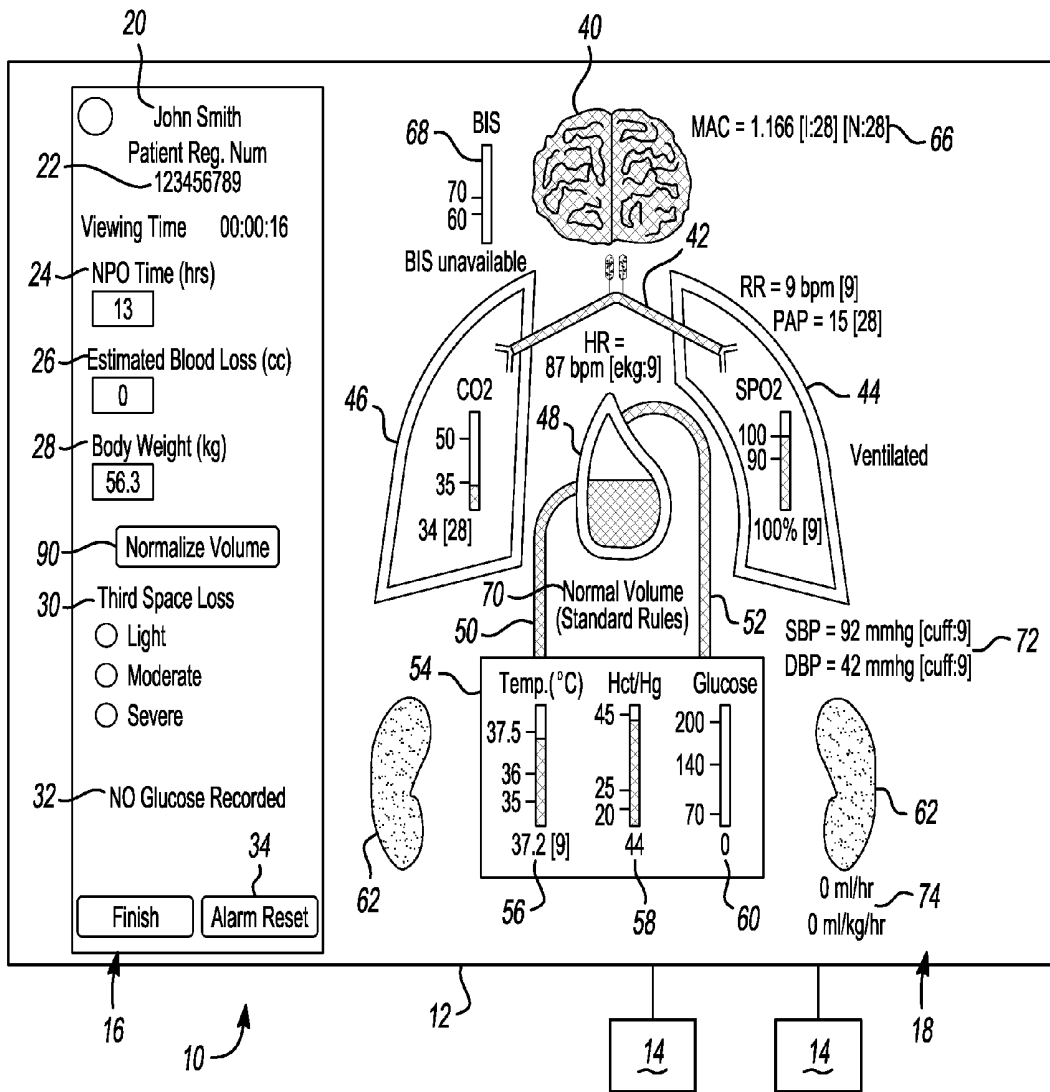 20
40
John Smith
BIS
MAC = 1.166 [I:28] [N:28]
68
66
22
Patient Reg. Num
123456789
70
60
42
Viewing Time 00:00:16
BIS unavailable
24
NPO Time (hrs)
13
RR = 9 bpm [9]
PAP = 15 [28]
HR =
87 bpm [ekg:9]
26
Estimated Blood Loss (cc)
0
46
CO2
SPO2
44
48
50
35
34 [28]
100
90
100% [9]
Ventilated
28
Body Weight (kg)
56.3
90
Normalize Volume
70
Normal Volume
(Standard Rules)
30
Third Space Loss
50
52
Light
Moderate
Severe
SBP = 92 mmhg [cuff:9]
DBP = 42 mmhg [cuff:9]
72
54
Temp.(°C) Hct/Hg Glucose
37.5
36
35
37.2 [9]
45
25
20
44
200
140
70
0
32
NO Glucose Recorded
62
62
34
56
58
60
0 ml/hr
0 ml/kg/hr
74
Finish
Alarm Reset
16
10
12
14
14
18